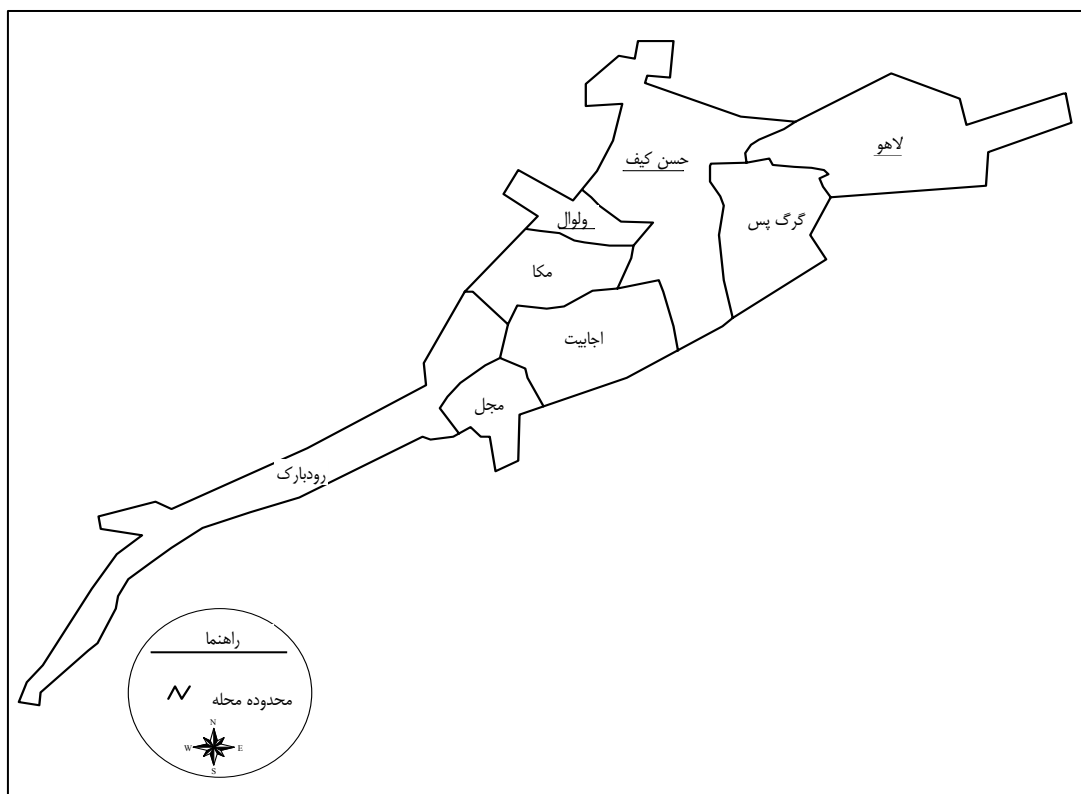 لاهو
حسن کیف
گرگ پس
ولوال
مکا
اجابیت
مجل
رودبارک
راهنما
محدوده محله
N
W E
S